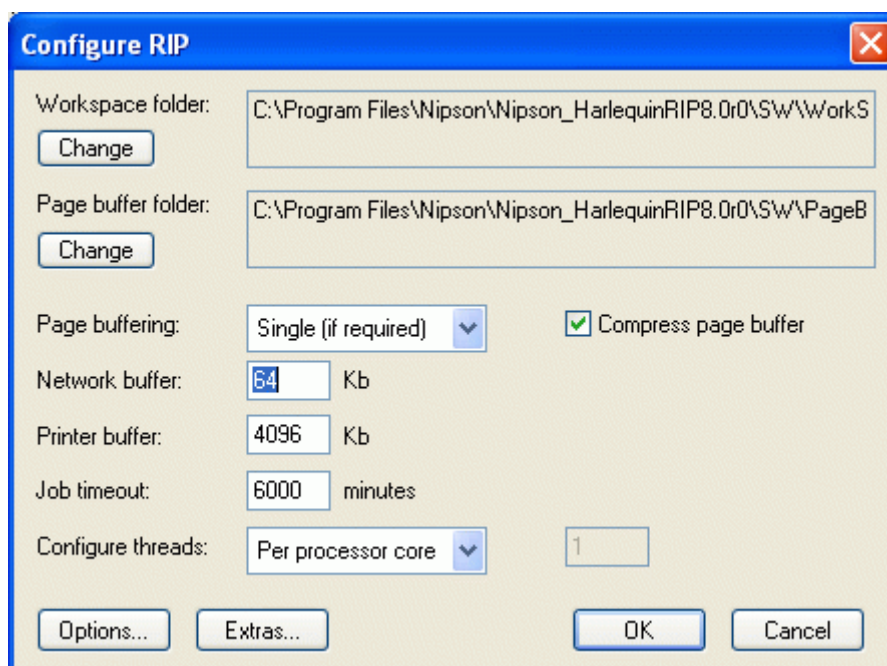 Configure RIP
Workspace folder:
C:\Program Files\Nipson\Nipson_HarlequinRIP8.0r0\SW\WorkS
Change
Page buffer folder:
C:\Program Files\Nipson\Nipson_HarlequinRIP8.0r0\SW\PageB
Change
Page buffering: Single (if required) Compress page buffer
Network buffer: 64 Kb
Printer buffer: 4096 Kb
Job timeout: 6000 minutes
Configure threads: Per processor core 1
Options... Extras... OK Cancel